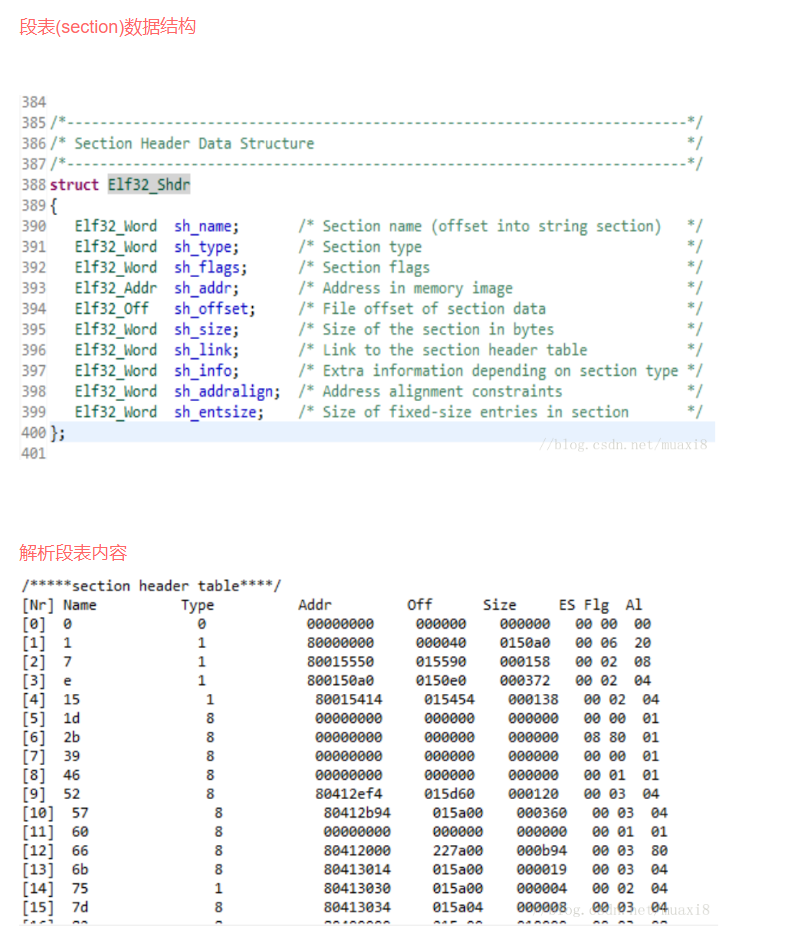 段表(section)数据结构
384
385 /*---------------------------------------------------------------------------*/
386 /* Section Header Data Structure */
387 /*---------------------------------------------------------------------------*/
388 struct Elf32_Shdr
389 {
390 Elf32_Word sh_name; /* Section name (offset into string section) */
391 Elf32_Word sh_type; /* Section type */
392 Elf32_Word sh_flags; /* Section flags */
393 Elf32_Addr sh_addr; /* Address in memory image */
394 Elf32_Off sh_offset; /* File offset of section data */
395 Elf32_Word sh_size; /* Size of the section in bytes */
396 Elf32_Word sh_link; /* Link to the section header table */
397 Elf32_Word sh_info; /* Extra information depending on section type */
398 Elf32_Word sh_addralign; /* Address alignment constraints */
399 Elf32_Word sh_entsize; /* Size of fixed-size entries in section */
400 };
//blog.csdn.net/muaxi8
401
解析段表内容
/*****section header table****/
[Nr] Name Type Addr Off Size ES Flg Al
[0] 0 0 00000000 000000 000000 00 00 00
[1] 1 1 80000000 000040 0150a0 00 06 20
[2] 7 1 80015550 015590 000158 00 02 08
[3] e 1 800150a0 0150e0 000372 00 02 04
[4] 15 1 80015414 015454 000138 00 02 04
[5] 1d 8 00000000 000000 000000 00 00 01
[6] 2b 8 00000000 000000 000000 08 80 01
[7] 39 8 00000000 000000 000000 00 00 01
[8] 46 8 00000000 000000 000000 00 01 01
[9] 52 8 80412ef4 015d60 000120 00 03 04
[10] 57 8 80412b94 015a00 000360 00 03 04
[11] 60 8 00000000 000000 000000 00 01 01
[12] 66 8 80412000 227a00 000b94 00 03 80
[13] 6b 8 80413014 015a00 000019 00 03 04
[14] 75 1 80413030 015a00 000004 00 02 04
[15] 7d 8 80413034 015a04 000008 00 03 04
//blog.csdn.net/muaxi8